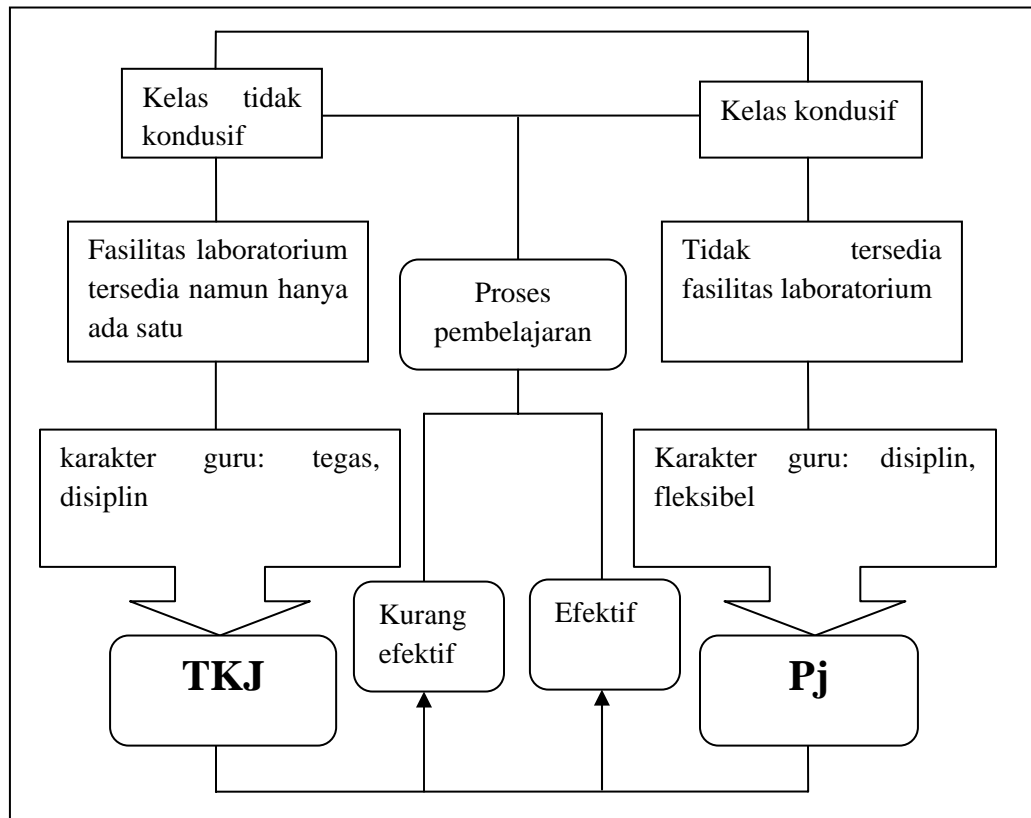 Kelas tidak
kondusif
Kelas kondusif
Fasilitas laboratorium
tersedia namun hanya
ada satu
Proses
pembelajaran
Tidak tersedia
fasilitas laboratorium
karakter guru: tegas,
disiplin
Karakter guru: disiplin,
fleksibel
Kurang
efektif
Efektif
TKJ
Pj